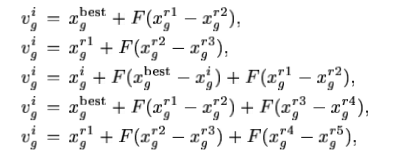 v_g^i = x_g^best + F(x_g^r1 − x_g^r2),
v_g^i = x_g^r1 + F(x_g^r2 − x_g^r3),
v_g^i = x_g^i + F(x_g^best − x_g^i) + F(x_g^r1 − x_g^r2),
v_g^i = x_g^best + F(x_g^r1 − x_g^r2) + F(x_g^r3 − x_g^r4),
v_g^i = x_g^r1 + F(x_g^r2 − x_g^r3) + F(x_g^r4 − x_g^r5),